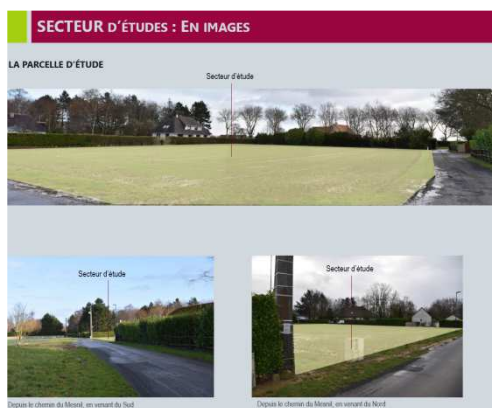 SECTEUR D'ÉTUDES : EN IMAGES
LA PARCELLE D'ÉTUDE
Secteur d'étude
Secteur d'étude
Secteur d'étude
Depuis le chemin du Mesnil, en venant du Sud
Depuis le chemin du Mesnil, en venant du Nord